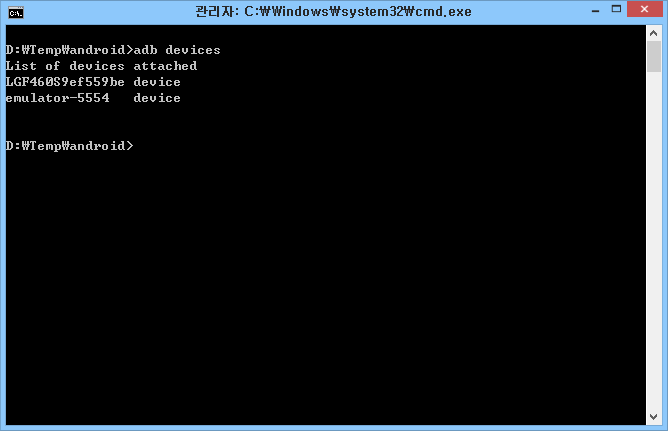 관리자: C:₩Windows₩system32₩cmd.exe
D:₩Temp₩android>adb devices
List of devices attached
LGF460S9ef559be device
emulator-5554   device
D:₩Temp₩android>